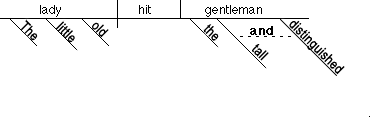 lady hit gentleman
The little old the tall and distinguished